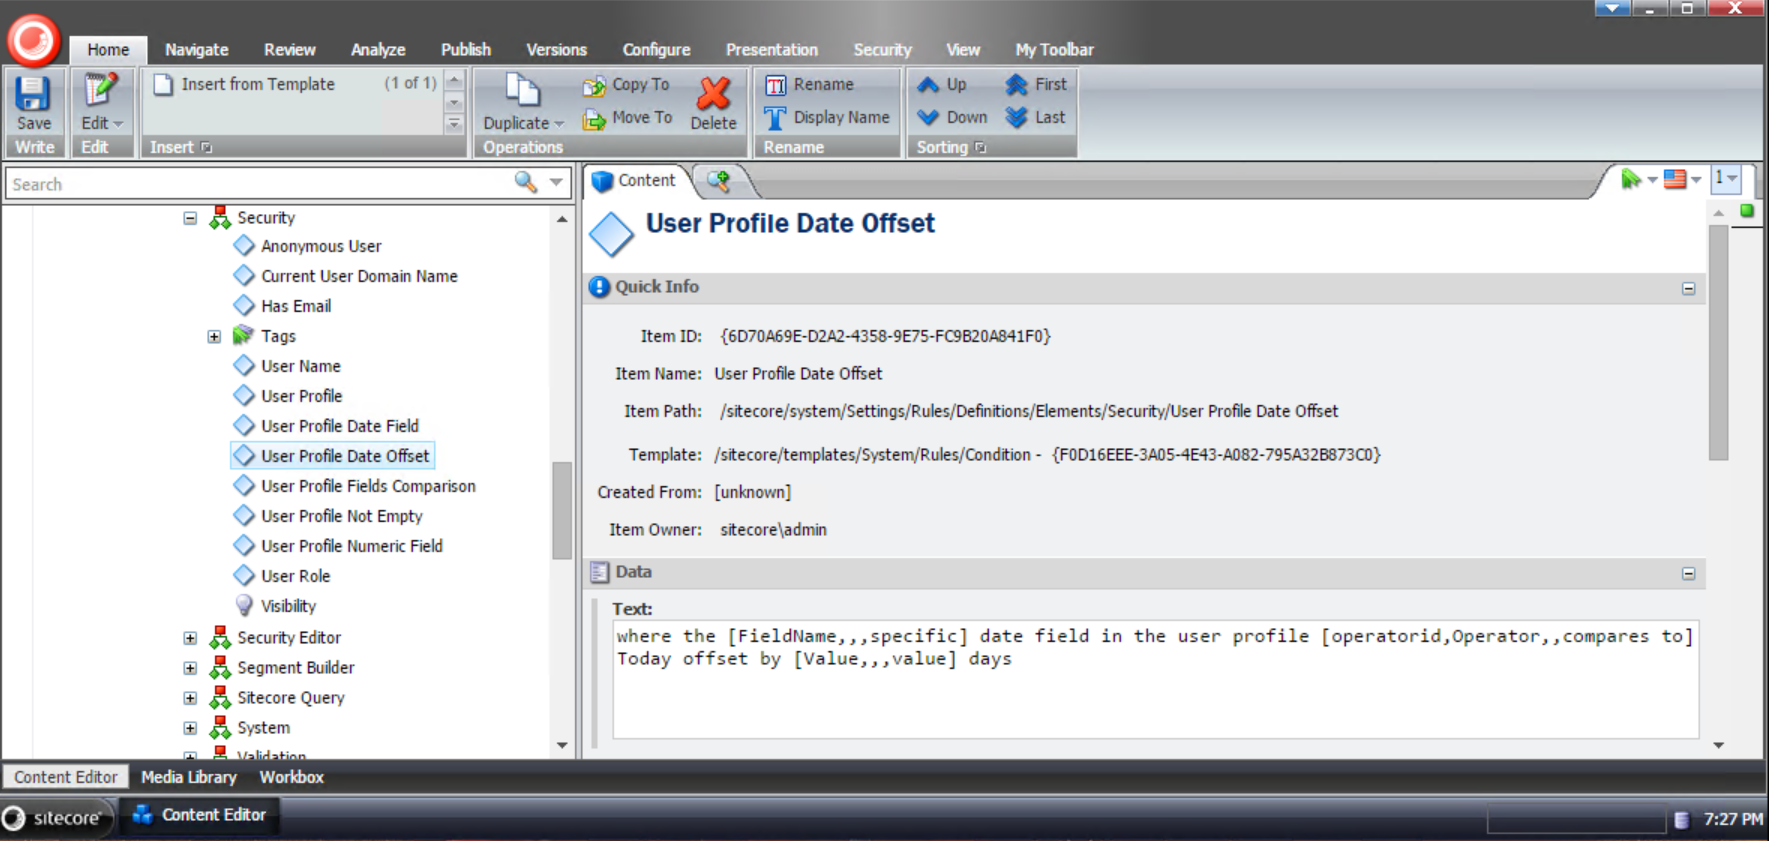 Home Navigate Review Analyze Publish Versions Configure Presentation Security View My Toolbar
Save
Write
Edit
Edit
Insert from Template (1 of 1)
Insert
Duplicate
Copy To
Move To
Delete
Operations
Rename
Display Name
Rename
Up
Down
First
Last
Sorting
Search
Security
Anonymous User
Current User Domain Name
Has Email
Tags
User Name
User Profile
User Profile Date Field
User Profile Date Offset
User Profile Fields Comparison
User Profile Not Empty
User Profile Numeric Field
User Role
Visibility
Security Editor
Segment Builder
Sitecore Query
System
Validation
Content
1
User Profile Date Offset
Quick Info
Item ID: {6D70A69E-D2A2-4358-9E75-FC9B20A841F0}
Item Name: User Profile Date Offset
Item Path: /sitecore/system/Settings/Rules/Definitions/Elements/Security/User Profile Date Offset
Template: /sitecore/templates/System/Rules/Condition - {F0D16EEE-3A05-4E43-A082-795A32B873C0}
Created From: [unknown]
Item Owner: sitecore\admin
Data
Text:
where the [FieldName,,,specific] date field in the user profile [operatorid,Operator,,compares to]
Today offset by [Value,,,value] days
Content Editor Media Library Workbox
sitecore Content Editor 7:27 PM